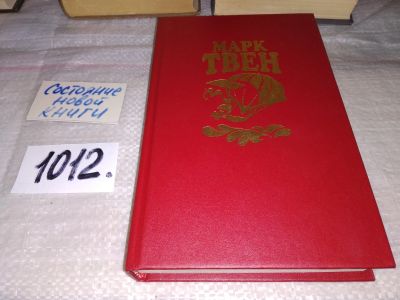 МАРК
ТВЕН
Состояние
новой
книги
1012.